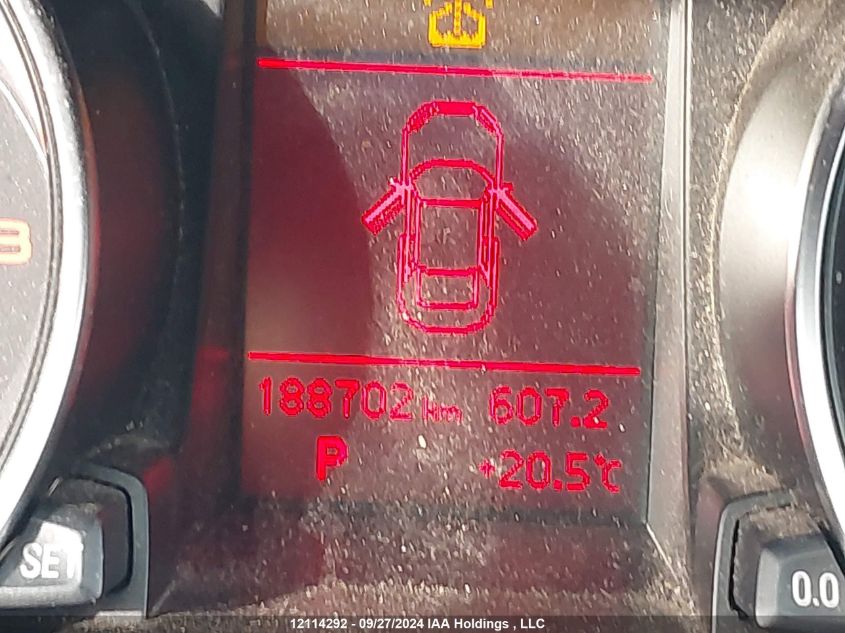 188702 km 607.2
P +20.5°C
SET
0.0
12114292 - 09/27/2024 IAA Holdings , LLC